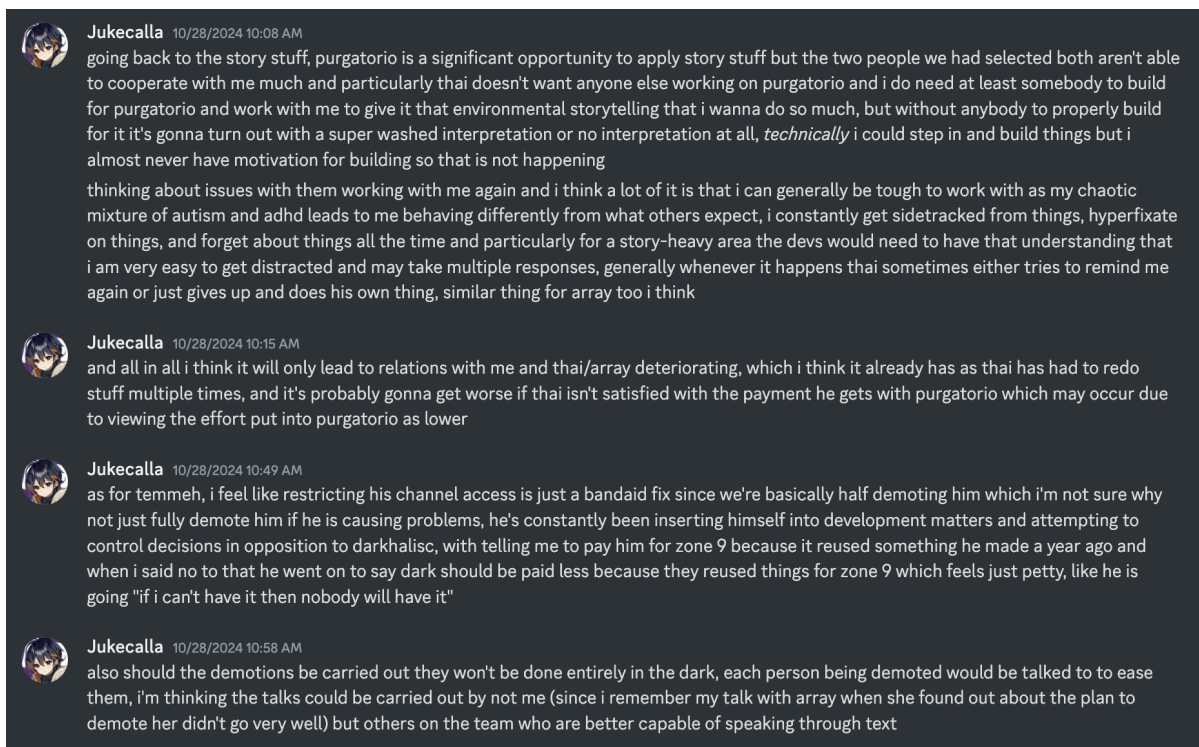 Jukecalla 10/28/2024 10:08 AM
going back to the story stuff, purgatorio is a significant opportunity to apply story stuff but the two people we had selected both aren't able
to cooperate with me much and particularly thai doesn't want anyone else working on purgatorio and i do need at least somebody to build
for purgatorio and work with me to give it that environmental storytelling that i wanna do so much, but without anybody to properly build
for it it's gonna turn out with a super washed interpretation or no interpretation at all, technically i could step in and build things but i
almost never have motivation for building so that is not happening
thinking about issues with them working with me again and i think a lot of it is that i can generally be tough to work with as my chaotic
mixture of autism and adhd leads to me behaving differently from what others expect, i constantly get sidetracked from things, hyperfixate
on things, and forget about things all the time and particularly for a story-heavy area the devs would need to have that understanding that
i am very easy to get distracted and may take multiple responses, generally whenever it happens thai sometimes either tries to remind me
again or just gives up and does his own thing, similar thing for array too i think
Jukecalla 10/28/2024 10:15 AM
and all in all i think it will only lead to relations with me and thai/array deteriorating, which i think it already has as thai has had to redo
stuff multiple times, and it's probably gonna get worse if thai isn't satisfied with the payment he gets with purgatorio which may occur due
to viewing the effort put into purgatorio as lower
Jukecalla 10/28/2024 10:49 AM
as for temmeh, i feel like restricting his channel access is just a bandaid fix since we're basically half demoting him which i'm not sure why
not just fully demote him if he is causing problems, he's constantly been inserting himself into development matters and attempting to
control decisions in opposition to darkhalisc, with telling me to pay him for zone 9 because it reused something he made a year ago and
when i said no to that he went on to say dark should be paid less because they reused things for zone 9 which feels just petty, like he is
going "if i can't have it then nobody will have it"
Jukecalla 10/28/2024 10:58 AM
also should the demotions be carried out they won't be done entirely in the dark, each person being demoted would be talked to to ease
them, i'm thinking the talks could be carried out by not me (since i remember my talk with array when she found out about the plan to
demote her didn't go very well) but others on the team who are better capable of speaking through text